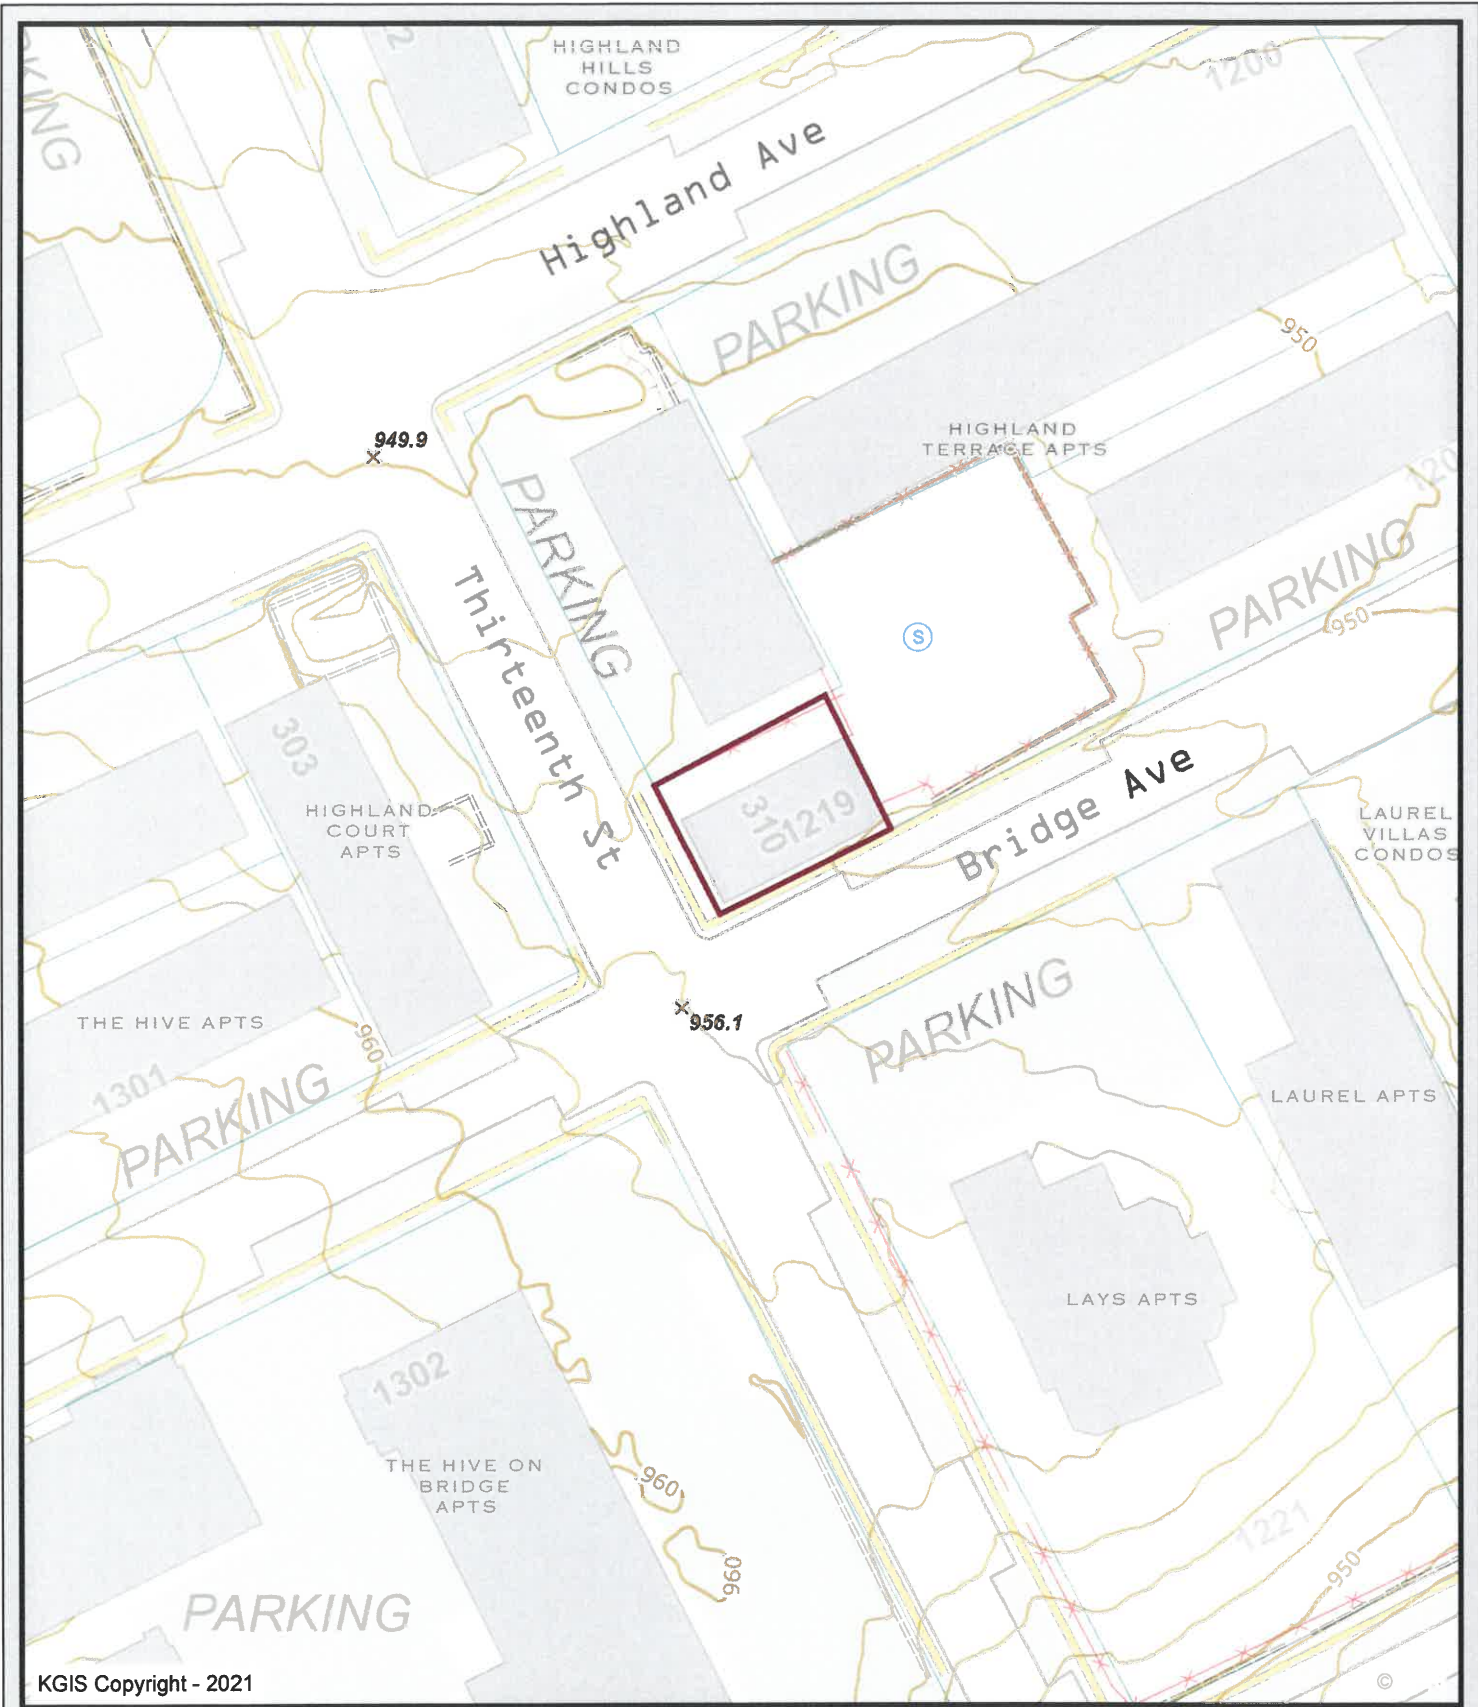 HIGHLAND
HILLS
CONDOS
1200
Highland Ave
PARKING
950
949.9
HIGHLAND
TERRACE APTS
PARKING
PARKING
950
Thirteenth St
S
303
HIGHLAND
COURT
APTS
310
1219
Bridge Ave
LAUREL
VILLAS
CONDOS
THE HIVE APTS
960
956.1
PARKING
1301
PARKING
LAUREL APTS
LAYS APTS
1302
THE HIVE ON
BRIDGE
APTS
960
960
1221
950
PARKING
KGIS Copyright - 2021
©